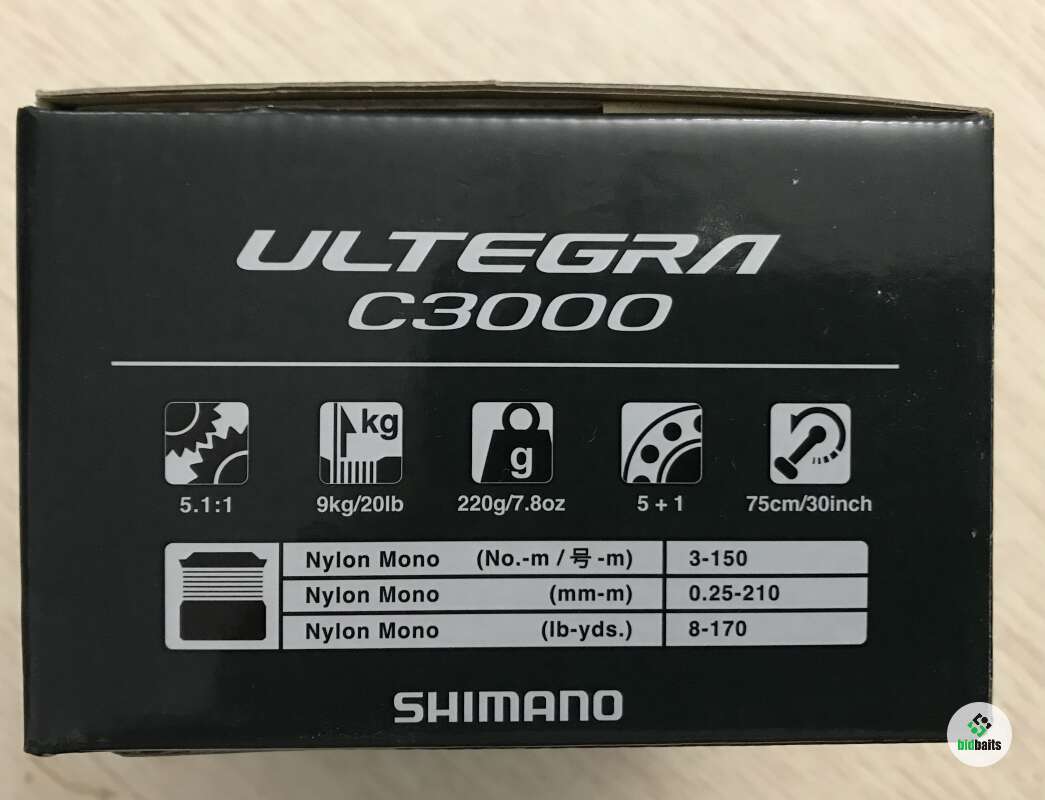 ULTEGRA
C3000
kg
g
5.1:1 9kg/20lb 220g/7.8oz 5 + 1 75cm/30inch
Nylon Mono (No.-m / 号 -m) 3-150
Nylon Mono (mm-m) 0.25-210
Nylon Mono (lb-yds.) 8-170
SHIMANO
bidbaits